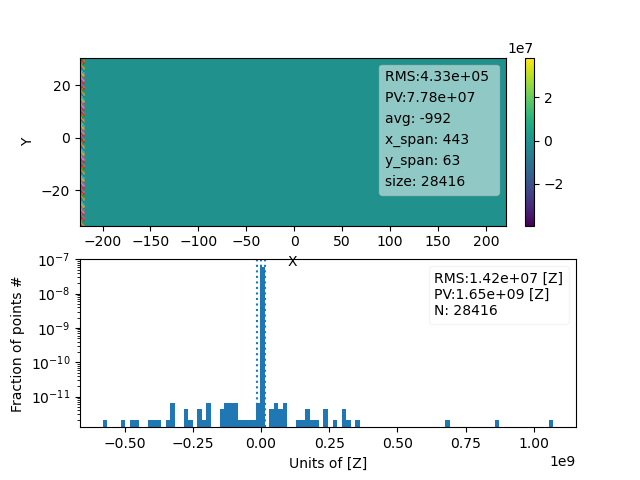 1e7
RMS:4.33e+05
PV:7.78e+07
avg: -992
x_span: 443
y_span: 63
size: 28416
20
0
−20
Y
2
0
−2
−200 −150 −100 −50 0 50 100 150 200
X
10⁻⁷
10⁻⁸
10⁻⁹
10⁻¹⁰
10⁻¹¹
Fraction of points #
RMS:1.42e+07 [Z]
PV:1.65e+09 [Z]
N: 28416
−0.50 −0.25 0.00 0.25 0.50 0.75 1.00
Units of [Z]
1e9